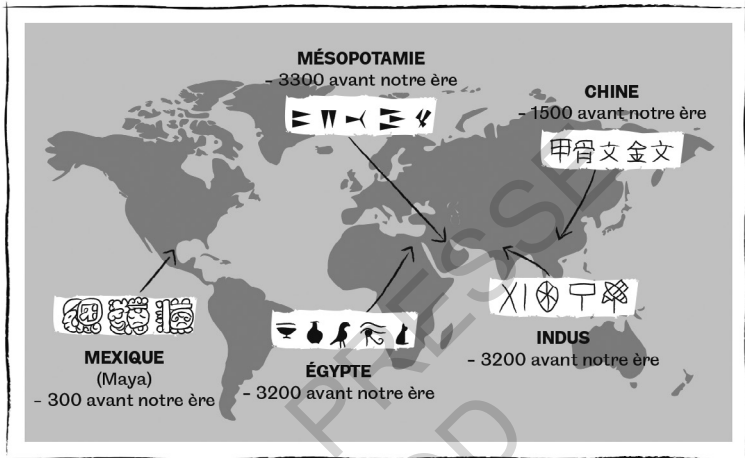 MÉSOPOTAMIE
- 3300 avant notre ère
CHINE
- 1500 avant notre ère
甲骨文金文
INDUS
- 3200 avant notre ère
ÉGYPTE
- 3200 avant notre ère
MEXIQUE
(Maya)
- 300 avant notre ère
PRESSE